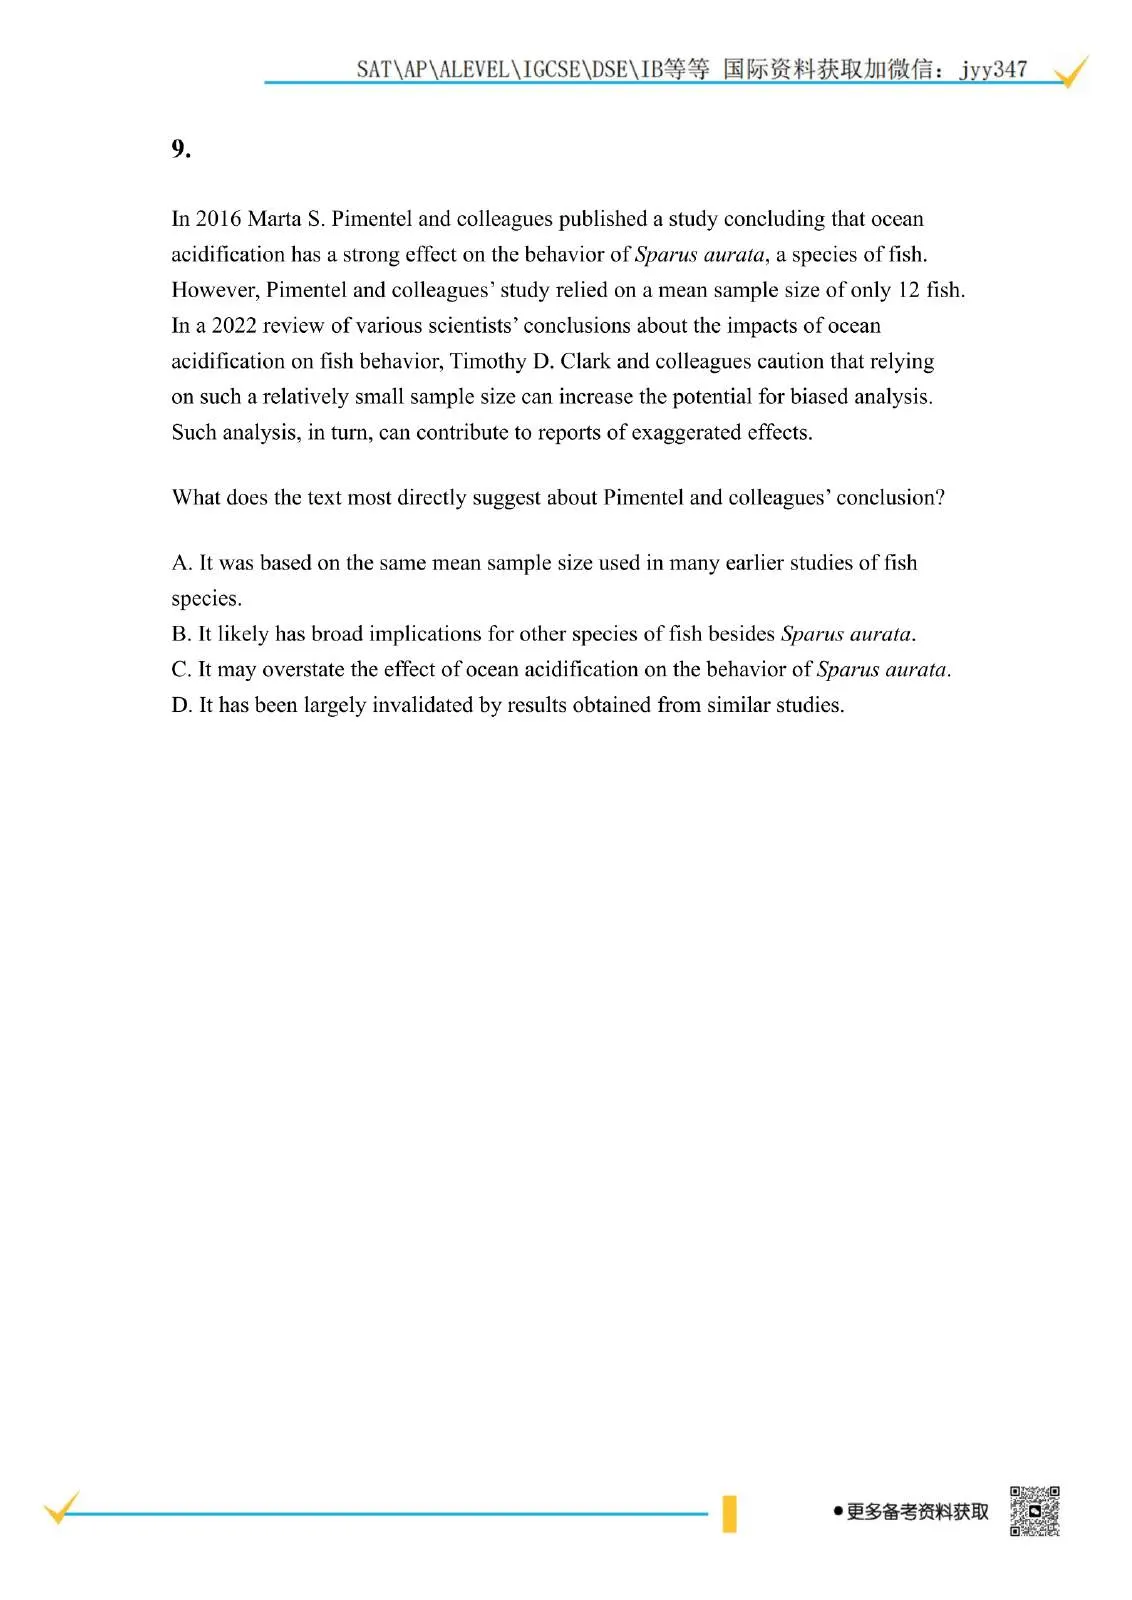 SAT\AP\ALEVEL\IGCSE\DSE\IB等等 国际资料获取加微信：jyy347
9.
In 2016 Marta S. Pimentel and colleagues published a study concluding that ocean
acidification has a strong effect on the behavior of Sparus aurata, a species of fish.
However, Pimentel and colleagues’ study relied on a mean sample size of only 12 fish.
In a 2022 review of various scientists’ conclusions about the impacts of ocean
acidification on fish behavior, Timothy D. Clark and colleagues caution that relying
on such a relatively small sample size can increase the potential for biased analysis.
Such analysis, in turn, can contribute to reports of exaggerated effects.
What does the text most directly suggest about Pimentel and colleagues’ conclusion?
A. It was based on the same mean sample size used in many earlier studies of fish
species.
B. It likely has broad implications for other species of fish besides Sparus aurata.
C. It may overstate the effect of ocean acidification on the behavior of Sparus aurata.
D. It has been largely invalidated by results obtained from similar studies.
●更多备考资料获取